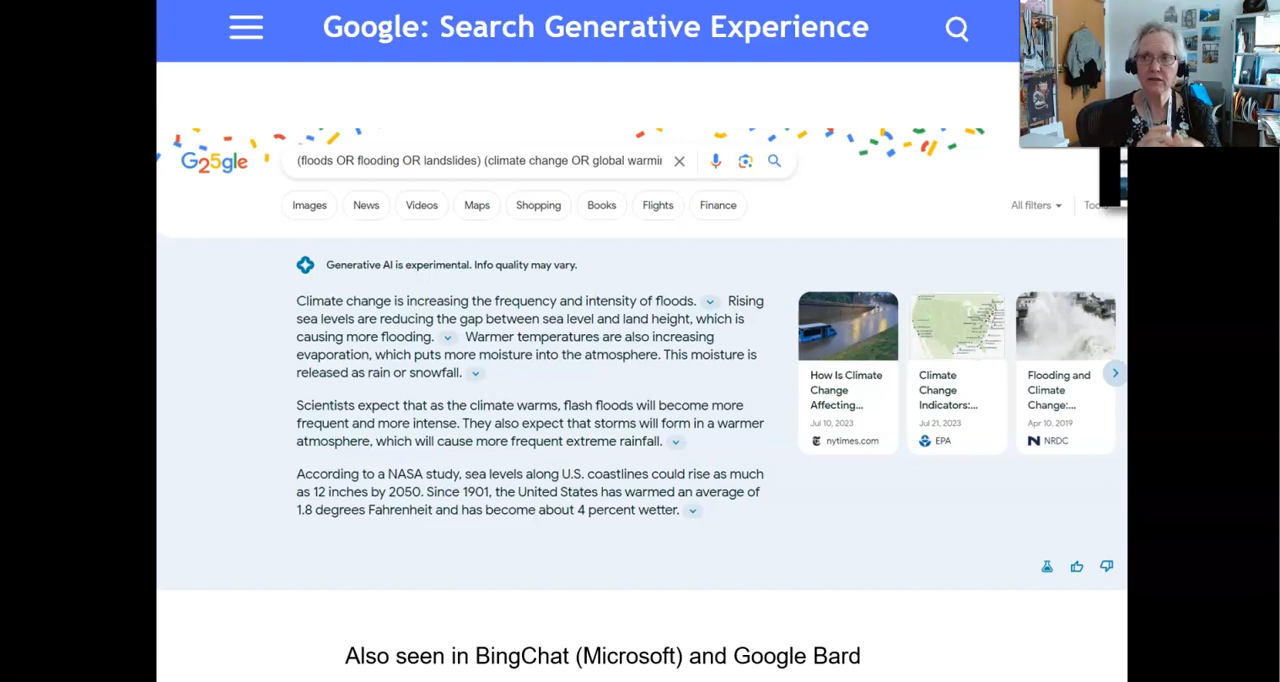 Google: Search Generative Experience
G25gle
(floods OR flooding OR landslides) (climate change OR global warmin
Images
News
Videos
Maps
Shopping
Books
Flights
Finance
All filters
Generative AI is experimental. Info quality may vary.
Climate change is increasing the frequency and intensity of floods. Rising
sea levels are reducing the gap between sea level and land height, which is
causing more flooding. Warmer temperatures are also increasing
evaporation, which puts more moisture into the atmosphere. This moisture is
released as rain or snowfall.
Scientists expect that as the climate warms, flash floods will become more
frequent and more intense. They also expect that storms will form in a warmer
atmosphere, which will cause more frequent extreme rainfall.
According to a NASA study, sea levels along U.S. coastlines could rise as much
as 12 inches by 2050. Since 1901, the United States has warmed an average of
1.8 degrees Fahrenheit and has become about 4 percent wetter.
How Is Climate
Change
Affecting...
Jul 10, 2023
nytimes.com
Climate
Change
Indicators:...
Jul 21, 2023
EPA
Flooding and
Climate
Change:...
Apr 10, 2019
NRDC
Also seen in BingChat (Microsoft) and Google Bard